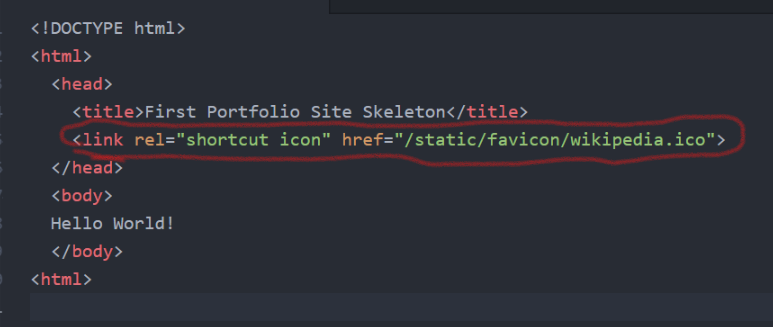 <!DOCTYPE html>
<html>
<head>
<title>First Portfolio Site Skeleton</title>
<link rel="shortcut icon" href="/static/favicon/wikipedia.ico">
</head>
<body>
Hello World!
</body>
<html>